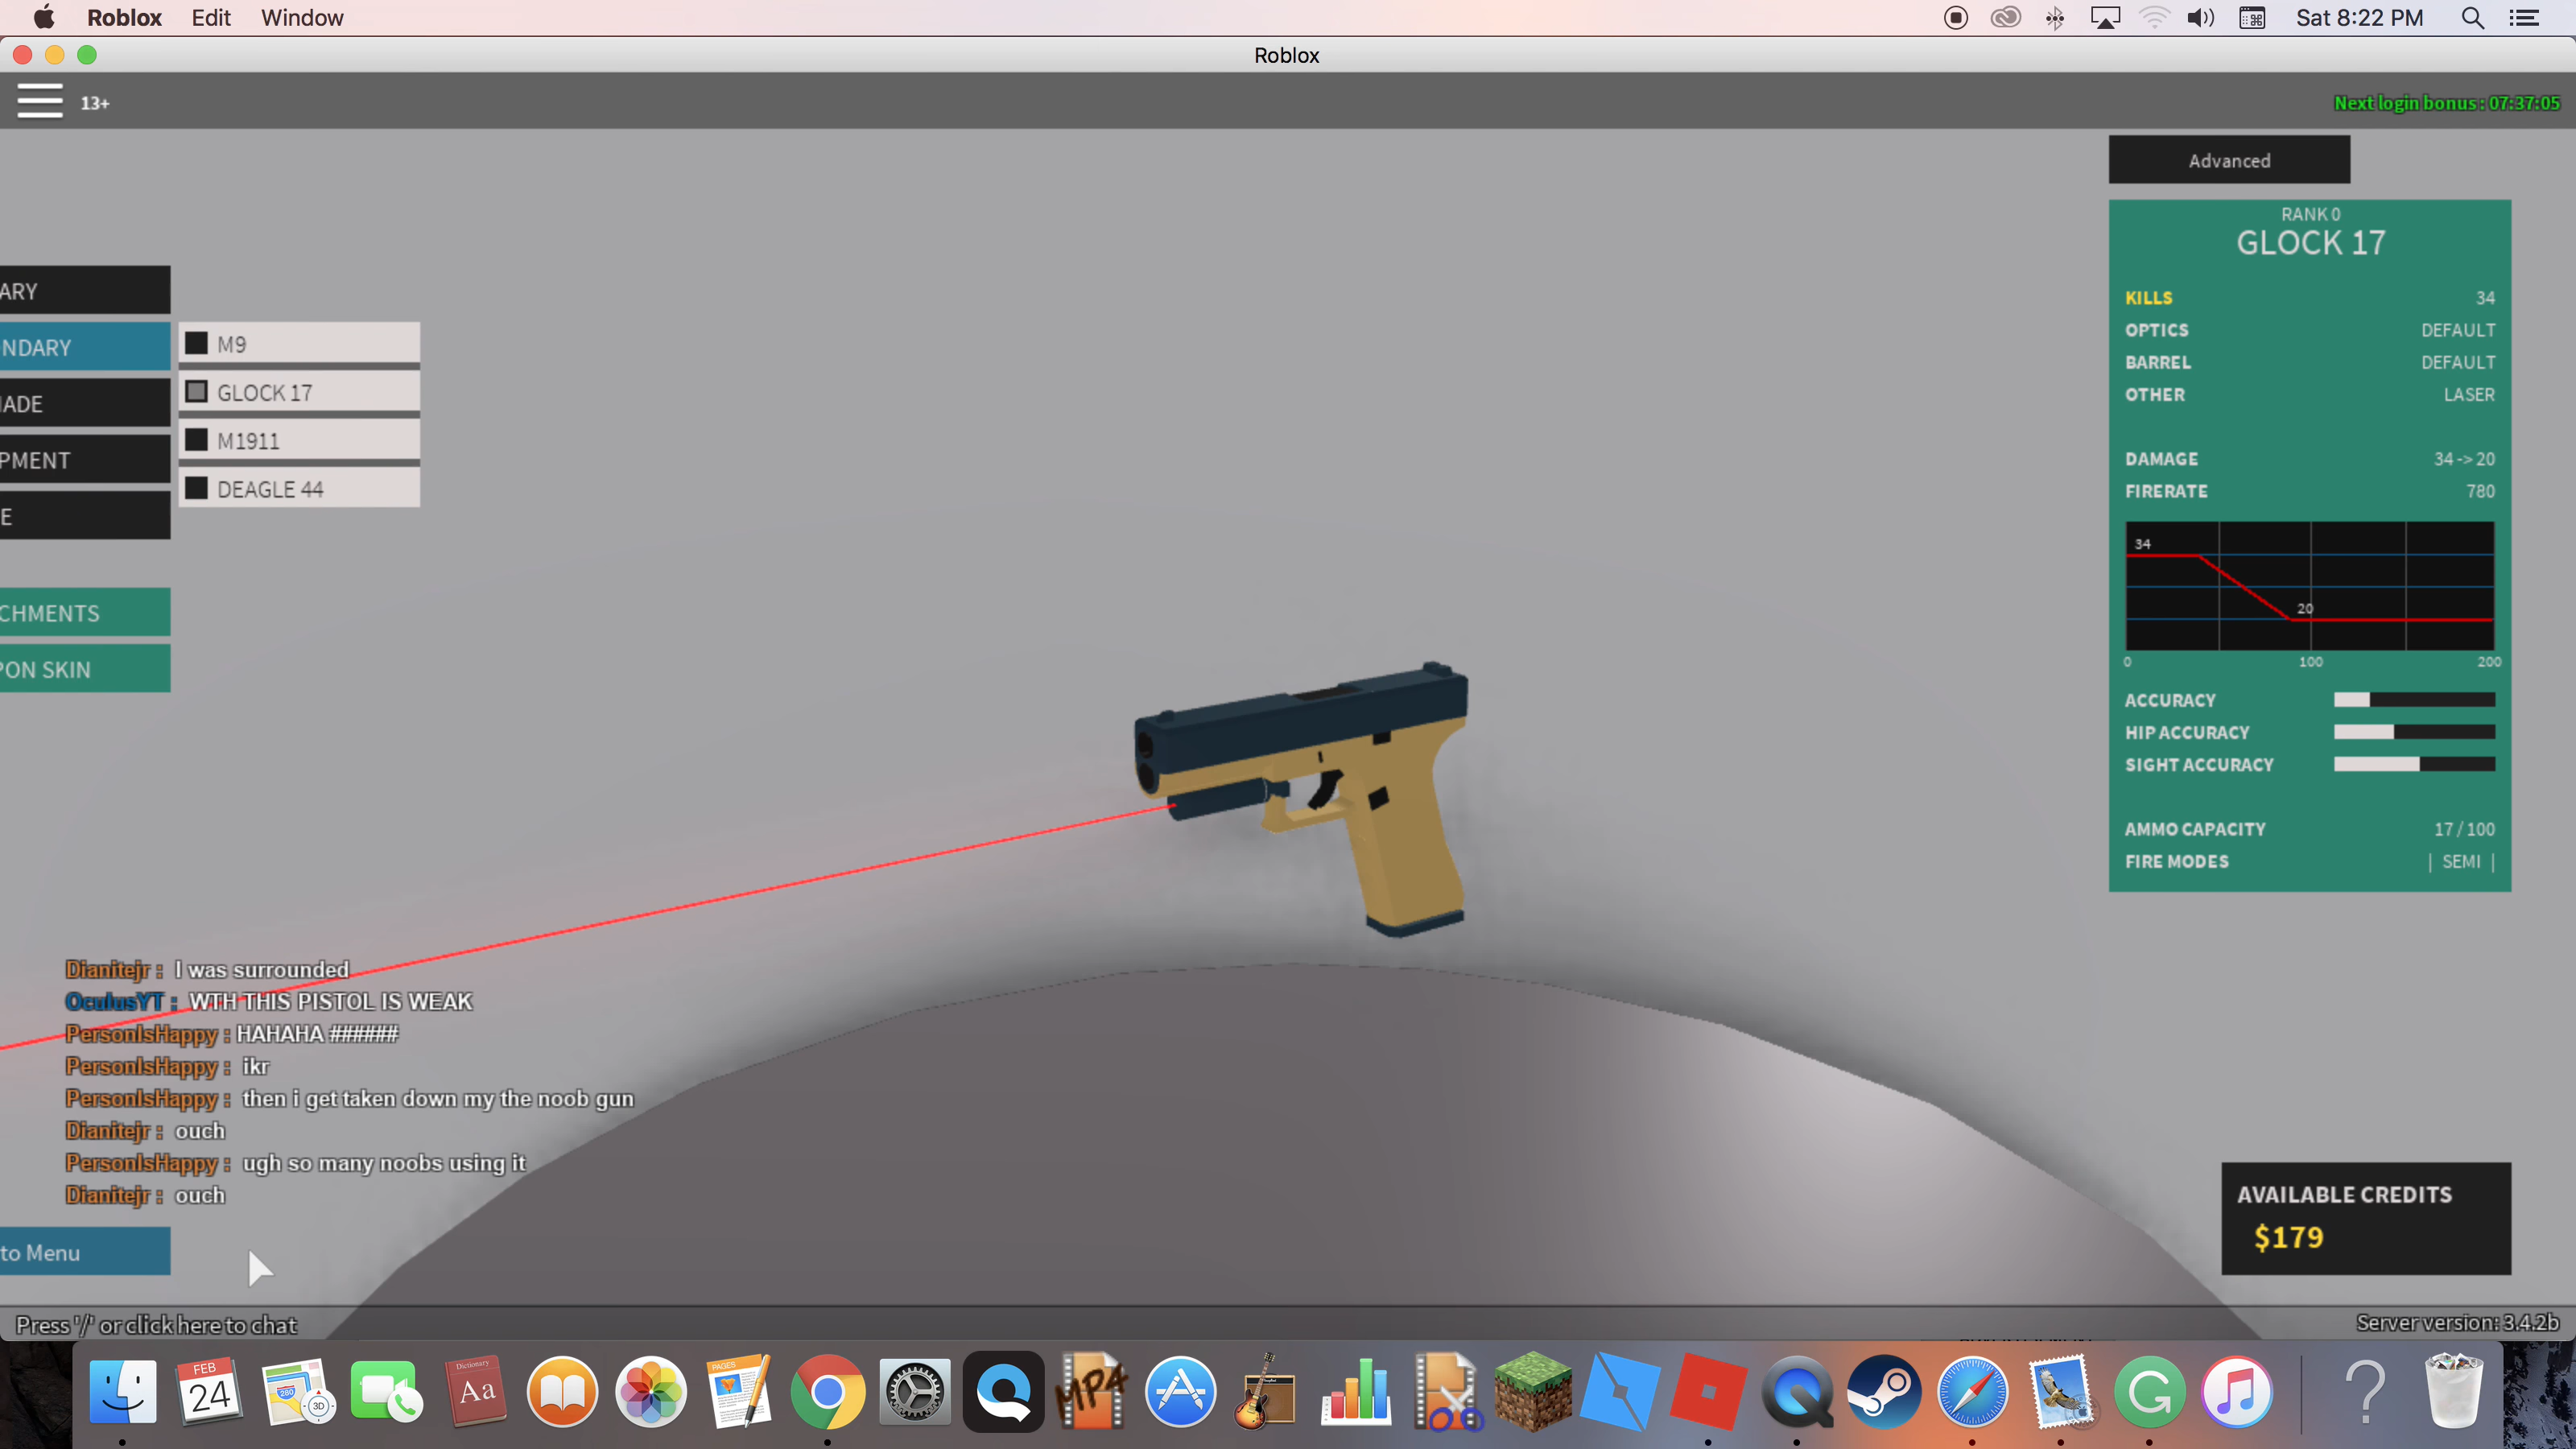 Roblox Edit Window Sat 8:22 PM
Roblox
13+ Next login bonus : 07:37:05
Advanced
ARY
NDARY
ADE
PMENT
E
CHMENTS
PON SKIN
M9
GLOCK 17
M1911
DEAGLE 44
RANK 0
GLOCK 17
KILLS 34
OPTICS DEFAULT
BARREL DEFAULT
OTHER LASER
DAMAGE 34 -> 20
FIRERATE 780
34
20
0 100 200
ACCURACY
HIP ACCURACY
SIGHT ACCURACY
AMMO CAPACITY 17 / 100
FIRE MODES | SEMI |
Dianitejr : I was surrounded
OculusYT : WTH THIS PISTOL IS WEAK
PersonIsHappy : HAHAHA ######
PersonIsHappy : ikr
PersonIsHappy : then i get taken down my the noob gun
Dianitejr : ouch
PersonIsHappy : ugh so many noobs using it
Dianitejr : ouch
to Menu
AVAILABLE CREDITS
$179
Press '/' or click here to chat
Server version: 3.4.2b
FEB
24
280
3D
Dictionary
Aa
PAGES
MP4